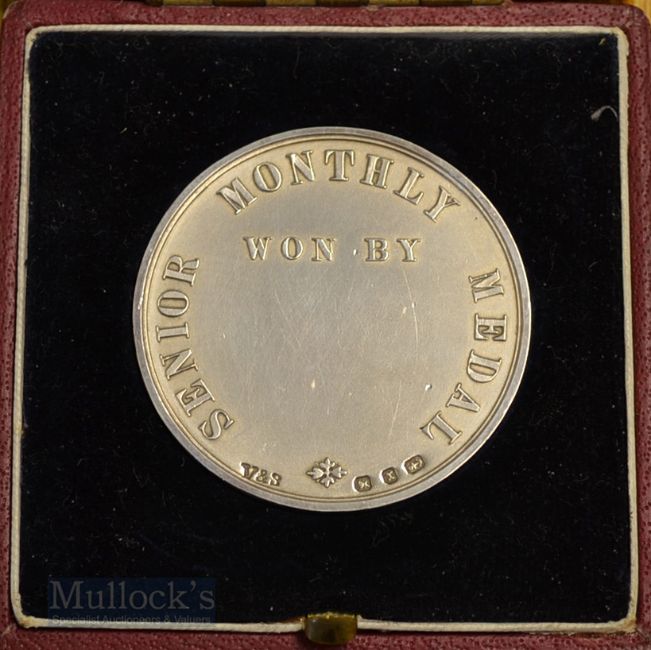 SENIOR MONTHLY MEDAL
WON BY
V&S
Mullock's
Specialist Auctioneers & Valuers